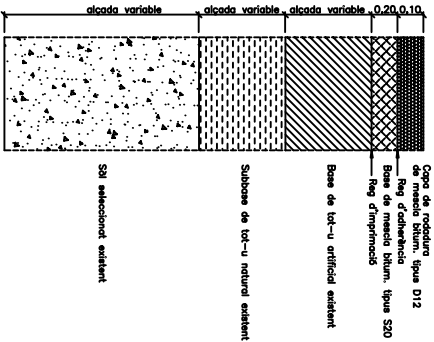 alçada variable
alçada variable
alçada variable
0,20
0,10
Capa de rodadura
de mescla bitum. tipus D12
Reg d'adherència
Base de mescla bitum. tipus S20
Reg d'imprimació
Base de tot-u artificial existent
Subbase de tot-u natural existent
Sòl seleccionat existent